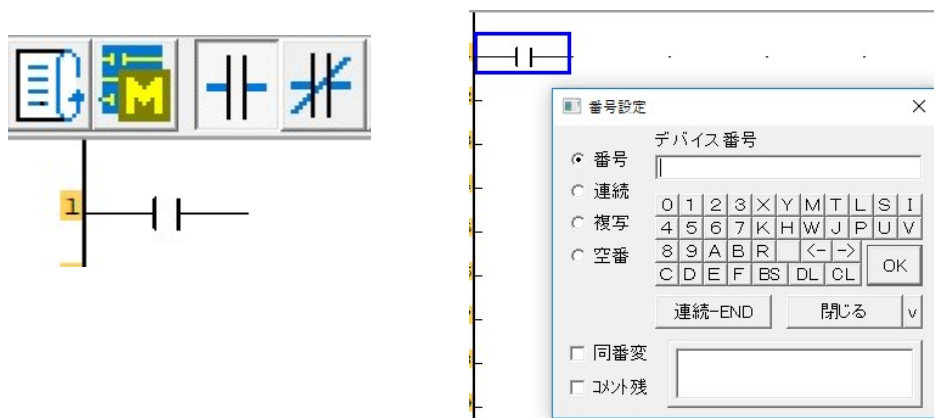 M
1
番号設定
デバイス番号
番号
連続
複写
空番
0 1 2 3 X Y M T L S I
4 5 6 7 K H W J P U V
8 9 A B R <- ->
C D E F BS DL CL
OK
連続-END
閉じる
v
同番変
コメント残